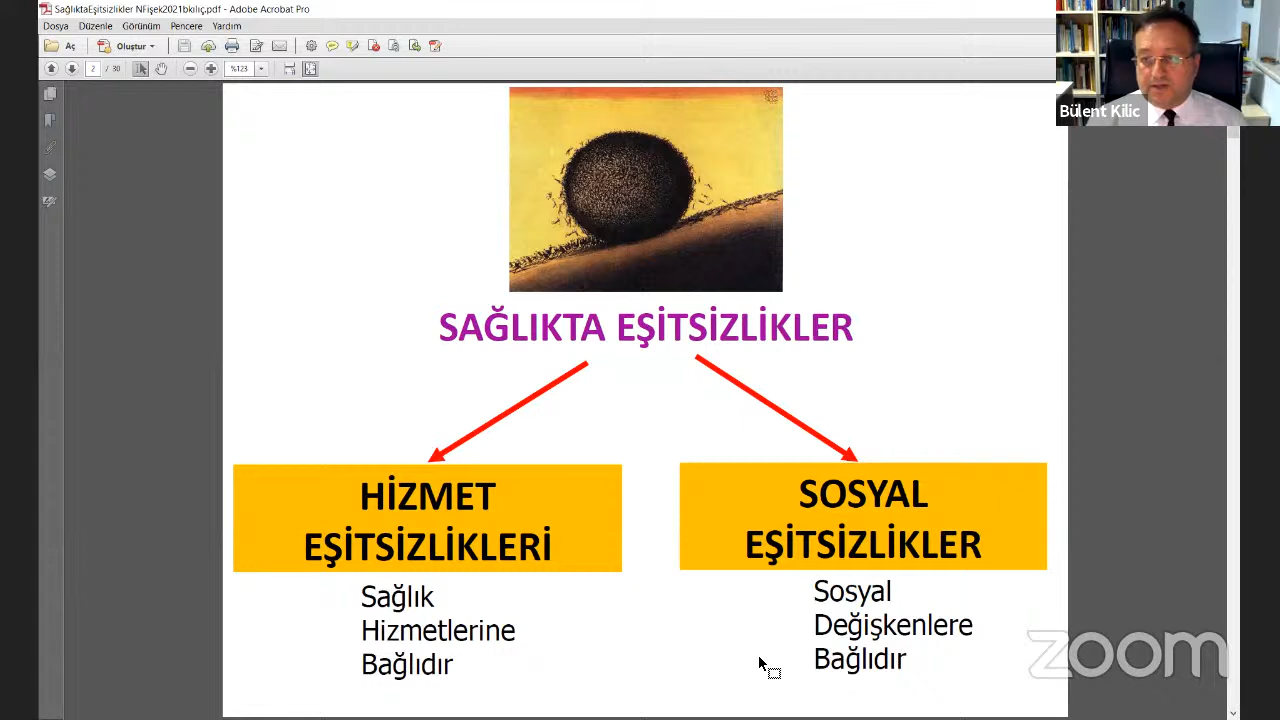 SağlıktaEşitsizlikler NFişek2021bkılıç.pdf - Adobe Acrobat Pro
Dosya Düzenle Görünüm Pencere Yardım
Aç Oluştur
2 / 30 %123
Bülent Kilic
SAĞLIKTA EŞİTSİZLİKLER
HİZMET
EŞİTSİZLİKLERİ
Sağlık
Hizmetlerine
Bağlıdır
SOSYAL
EŞİTSİZLİKLER
Sosyal
Değişkenlere
Bağlıdır
zoom